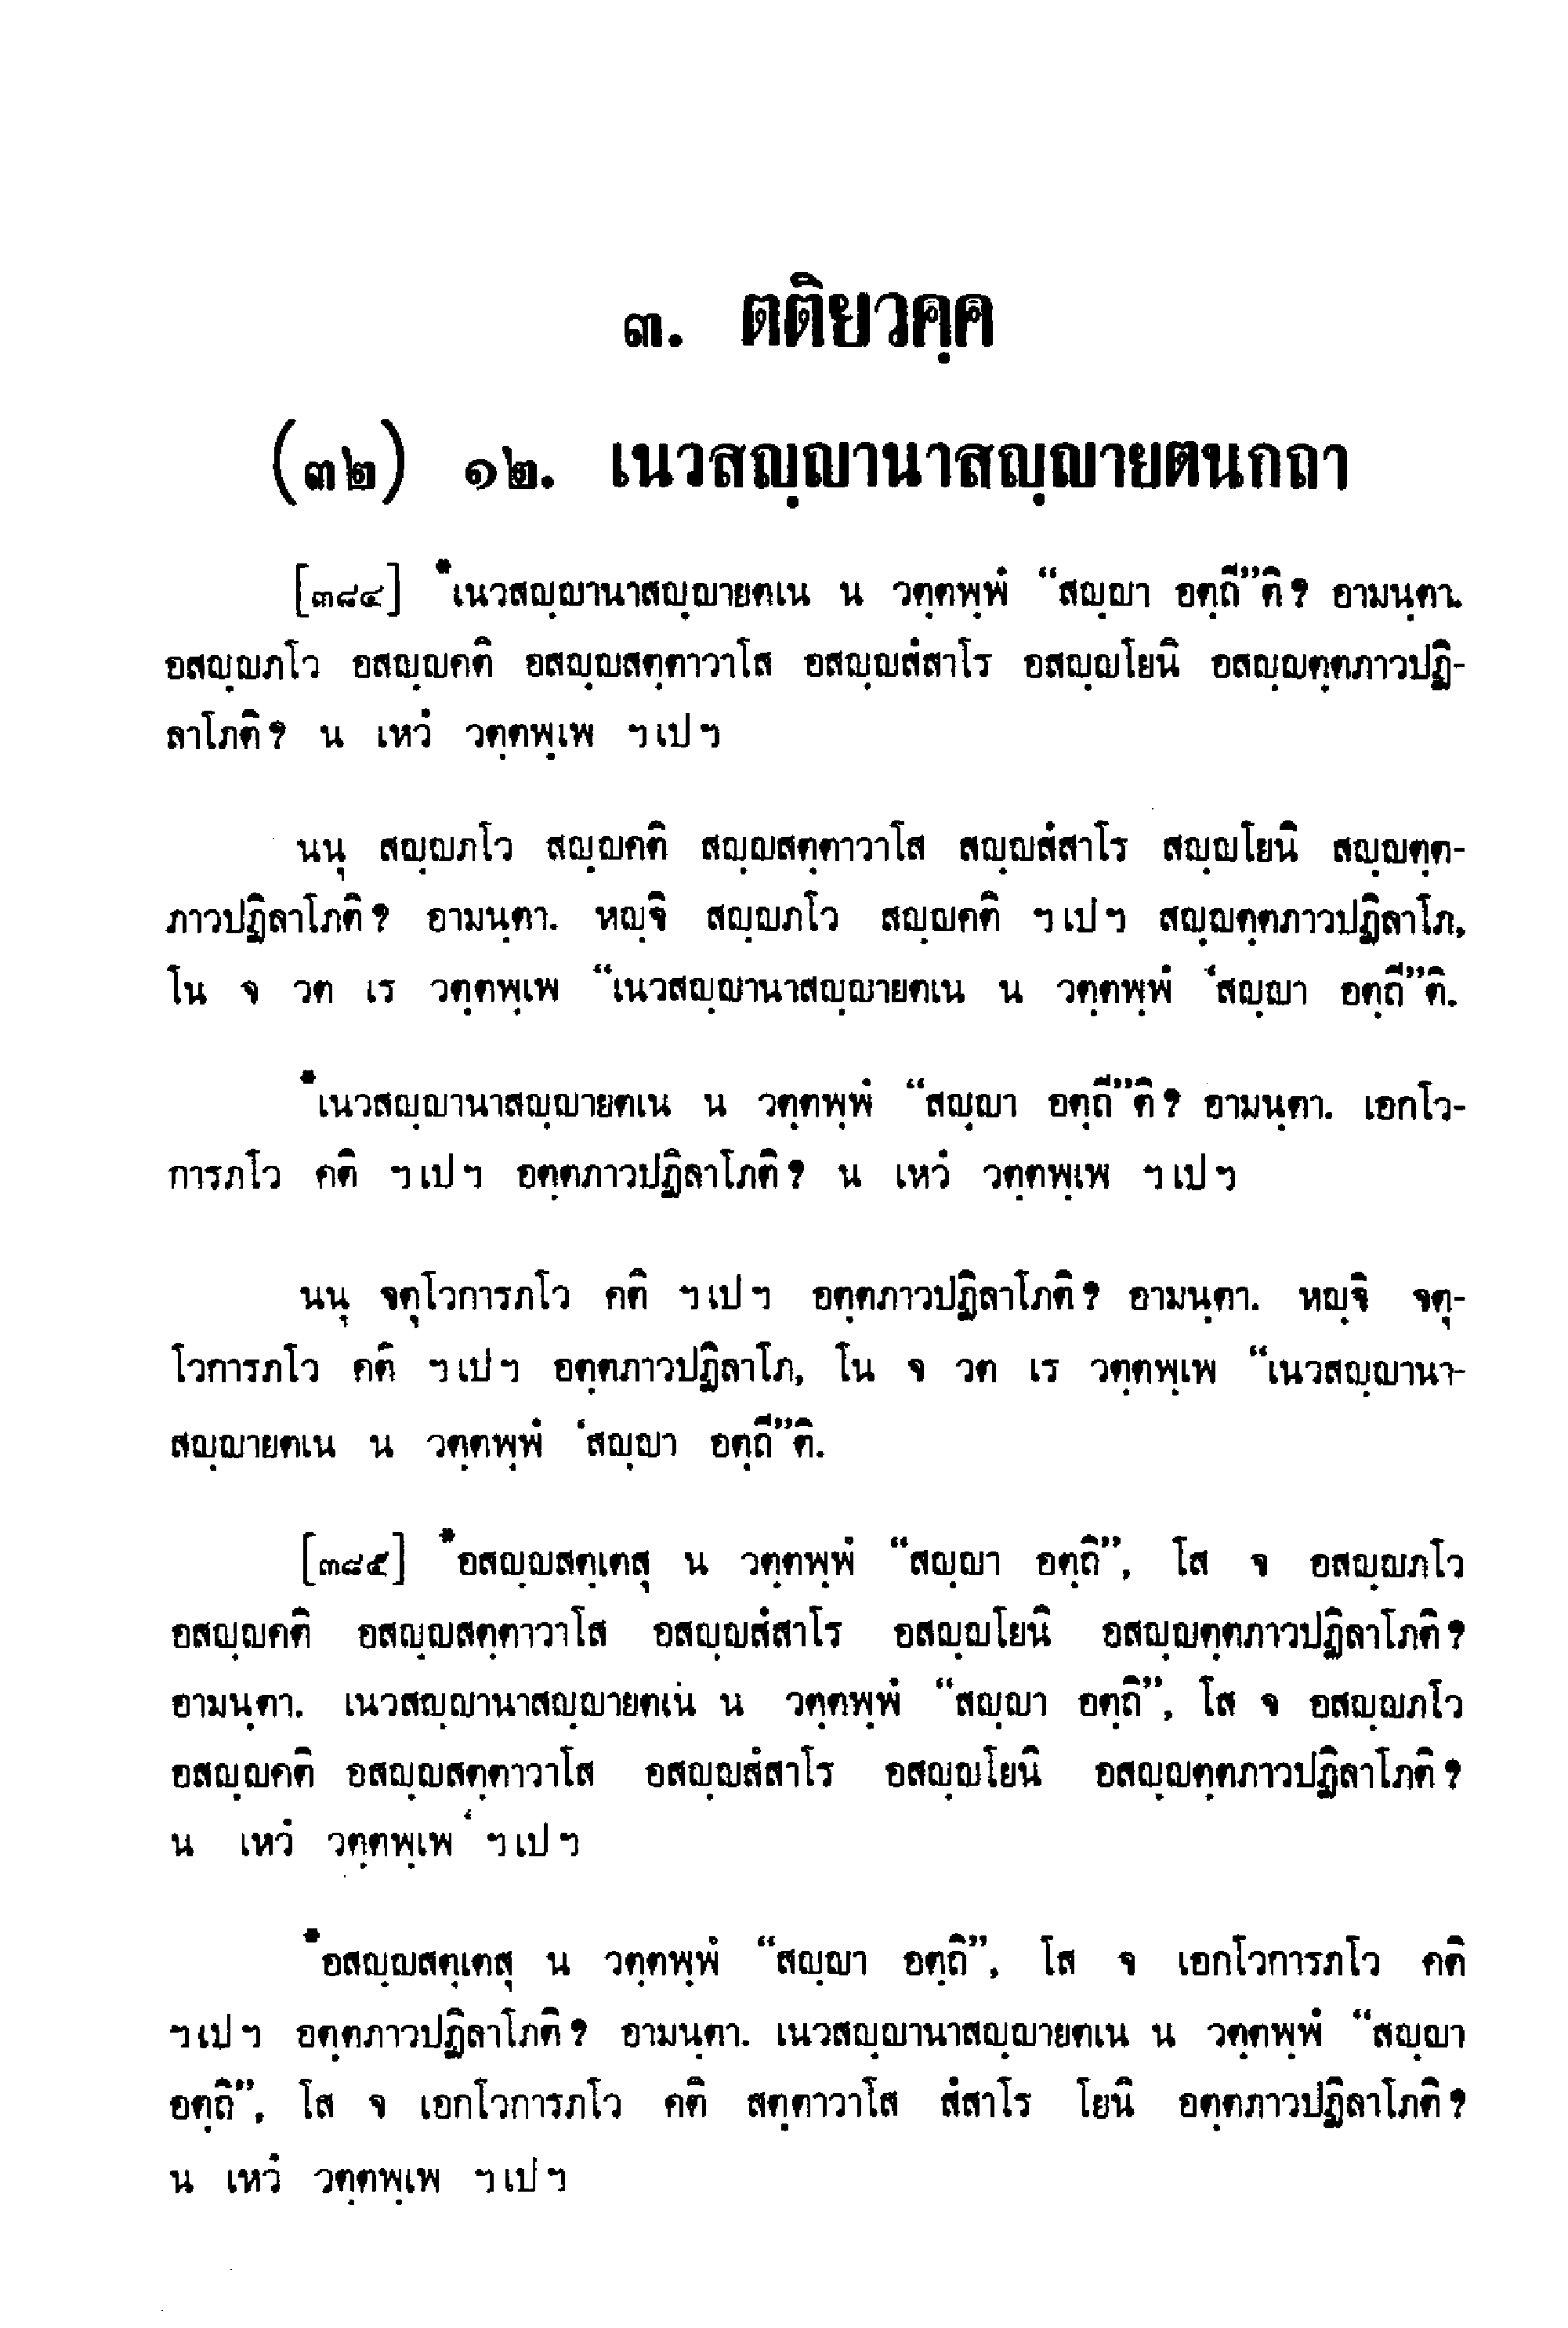 ๓. ตติยวคฺค
(๓๒) ๑๒. เนวสญฺญานาสญฺญายตนกถา
[๓๘๔] *เนวสญฺญานาสญฺญายตเน น วตฺตพฺพํ “สญฺญา อตฺถี”ติ? อามนฺตา.
อสญฺญภโว อสญฺญคติ อสญฺญสตฺตาวาโส อสญฺญสํสาโร อสญฺญโยนิ อสญฺญตฺตภาวปฏิ-
ลาโภติ? น เหวํ วตฺตพฺเพ ฯเปฯ
นนุ สญฺญภโว สญฺญคติ สญฺญสตฺตาวาโส สญฺญสํสาโร สญฺญโยนิ สญฺญตฺต-
ภาวปฏิลาโภติ? อามนฺตา. หญฺจิ สญฺญภโว สญฺญคติ ฯเปฯ สญฺญตฺตภาวปฏิลาโภ,
โน จ วต เร วตฺตพฺเพ “เนวสญฺญานาสญฺญายตเน น วตฺตพฺพํ ‘สญฺญา อตฺถี”ติ.
*เนวสญฺญานาสญฺญายตเน น วตฺตพฺพํ “สญฺญา อตฺถี”ติ? อามนฺตา. เอกโว-
การภโว คติ ฯเปฯ อตฺตภาวปฏิลาโภติ? น เหวํ วตฺตพฺเพ ฯเปฯ
นนุ จตุโวการภโว คติ ฯเปฯ อตฺตภาวปฏิลาโภติ? อามนฺตา. หญฺจิ จตุ-
โวการภโว คติ ฯเปฯ อตฺตภาวปฏิลาโภ, โน จ วต เร วตฺตพฺเพ “เนวสญฺญานา-
สญฺญายตเน น วตฺตพฺพํ ‘สญฺญา อตฺถี”ติ.
[๓๘๕] *อสญฺญสตฺเตสุ น วตฺตพฺพํ “สญฺญา อตฺถิ”, โส จ อสญฺญภโว
อสญฺญคติ อสญฺญสตฺตาวาโส อสญฺญสํสาโร อสญฺญโยนิ อสญฺญตฺตภาวปฏิลาโภติ?
อามนฺตา. เนวสญฺญานาสญฺญายตเน น วตฺตพฺพํ “สญฺญา อตฺถิ”, โส จ อสญฺญภโว
อสญฺญคติ อสญฺญสตฺตาวาโส อสญฺญสํสาโร อสญฺญโยนิ อสญฺญตฺตภาวปฏิลาโภติ?
น เหวํ วตฺตพฺเพ ฯเปฯ
*อสญฺญสตฺเตสุ น วตฺตพฺพํ “สญฺญา อตฺถิ”, โส จ เอกโวการภโว คติ
ฯเปฯ อตฺตภาวปฏิลาโภติ? อามนฺตา. เนวสญฺญานาสญฺญายตเน น วตฺตพฺพํ “สญฺญา
อตฺถิ”, โส จ เอกโวการภโว คติ สตฺตาวาโส สํสาโร โยนิ อตฺตภาวปฏิลาโภติ?
น เหวํ วตฺตพฺเพ ฯเปฯ